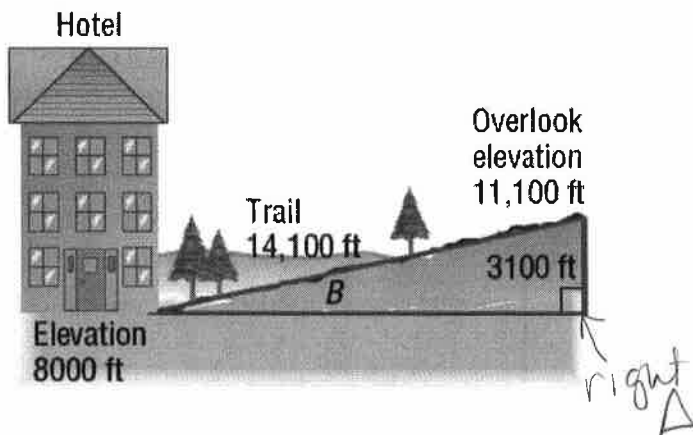 Hotel
Overlook
elevation
11,100 ft
Trail
14,100 ft
3100 ft
B
Elevation
8000 ft
right